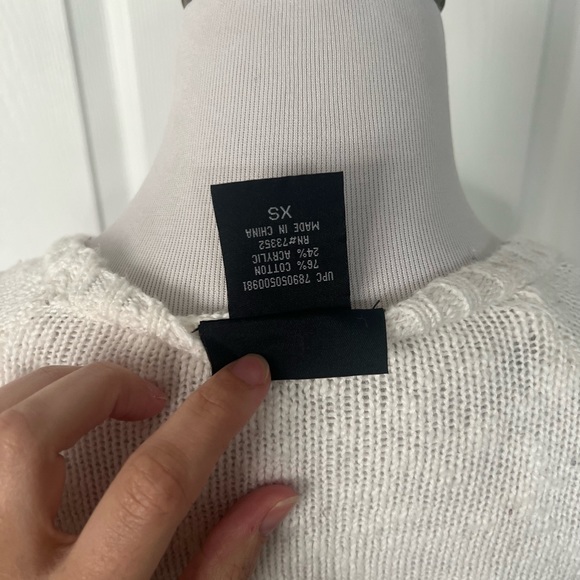 UPC 789050500981
76% COTTON
24% ACRYLIC
RN#73352
MADE IN CHINA
XS